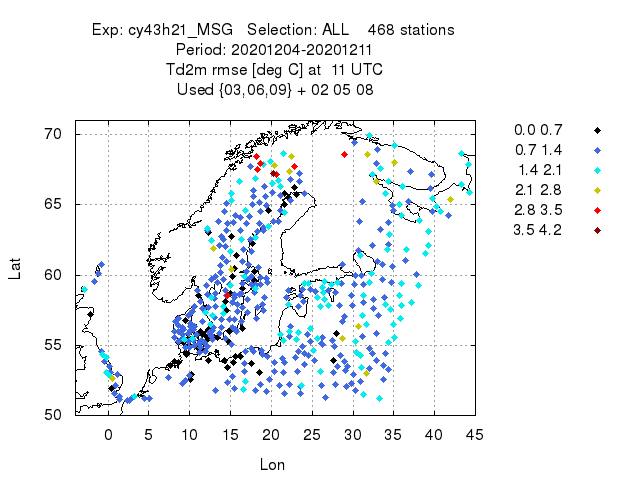 Exp: cy43h21_MSG   Selection: ALL    468 stations
Period: 20201204-20201211
Td2m rmse [deg C] at  11 UTC
Used {03,06,09} + 02 05 08
70
65
60
55
50
Lat
0 5 10 15 20 25 30 35 40 45
Lon
0.0 0.7
0.7 1.4
1.4 2.1
2.1 2.8
2.8 3.5
3.5 4.2